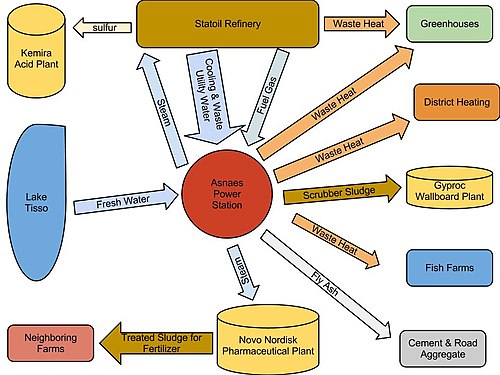 Kemira
Acid Plant
sulfur
Statoil Refinery
Waste Heat
Greenhouses
Steam
Cooling & Waste
Utility Water
Fuel Gas
Waste Heat
Waste Heat
District Heating
Lake
Tisso
Fresh Water
Asnaes
Power
Station
Scrubber Sludge
Gyproc
Wallboard Plant
Waste Heat
Fish Farms
Steam
Fly Ash
Neighboring
Farms
Treated Sludge for
Fertilizer
Novo Nordisk
Pharmaceutical Plant
Cement & Road
Aggregate